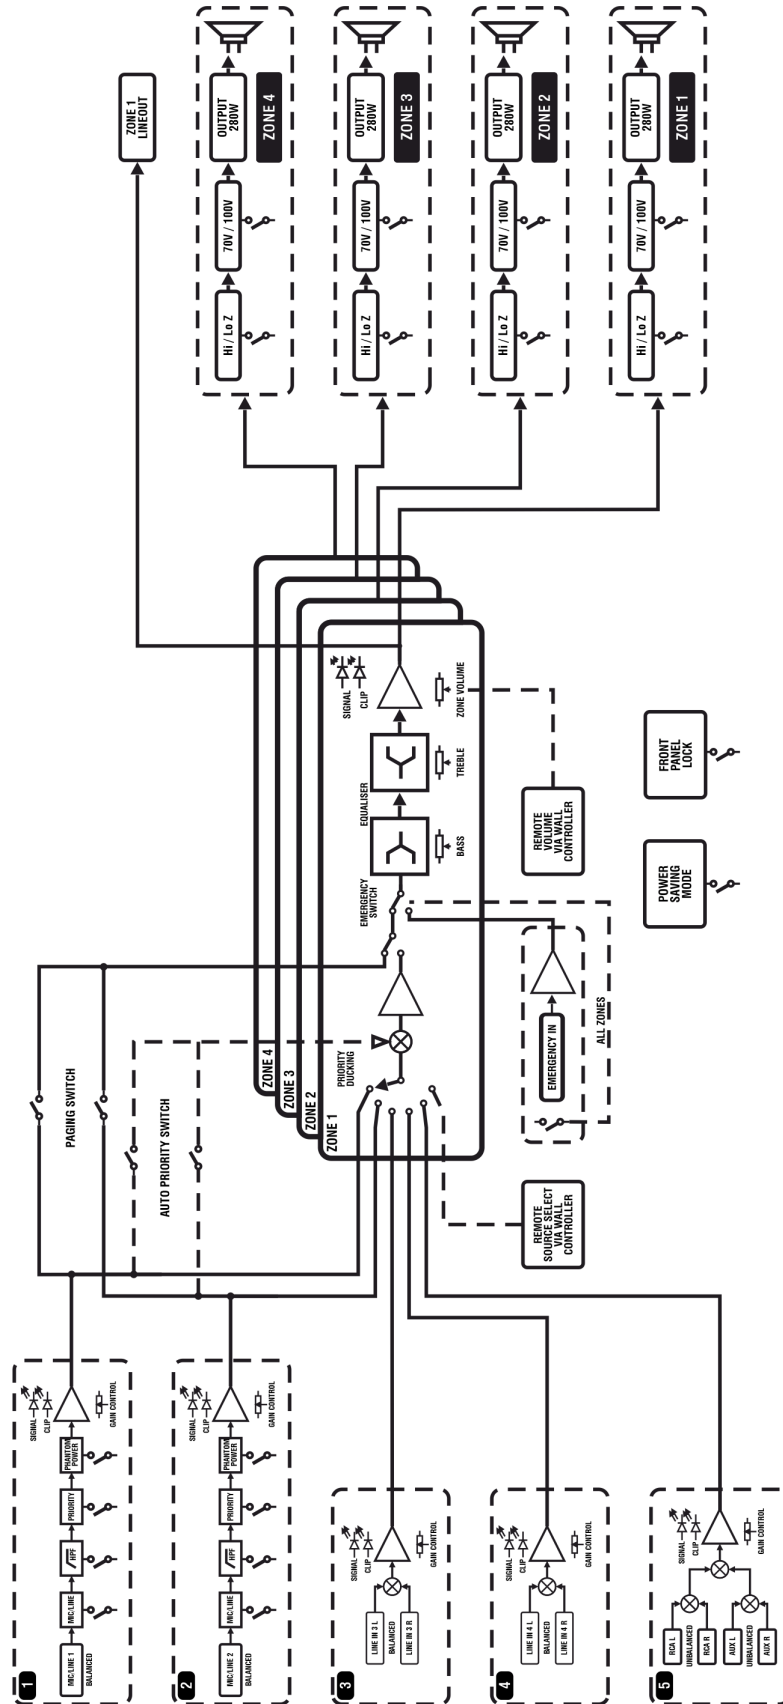 1
MIC/LINE 1
BALANCED
MIC/LINE
HPF
PRIORITY
PHANTOM
POWER
SIGNAL
CLIP
GAIN CONTROL
2
MIC/LINE 2
BALANCED
MIC/LINE
HPF
PRIORITY
PHANTOM
POWER
SIGNAL
CLIP
GAIN CONTROL
3
LINE IN 3 L
BALANCED
LINE IN 3 R
SIGNAL
CLIP
GAIN CONTROL
4
LINE IN 4 L
BALANCED
LINE IN 4 R
SIGNAL
CLIP
GAIN CONTROL
5
RCA L
UNBALANCED
RCA R
AUX L
UNBALANCED
AUX R
SIGNAL
CLIP
GAIN CONTROL
PAGING SWITCH
AUTO PRIORITY SWITCH
REMOTE
SOURCE SELECT
VIA WALL
CONTROLLER
ZONE 4
ZONE 3
ZONE 2
ZONE 1
PRIORITY
DUCKING
EMERGENCY
SWITCH
EQUALISER
BASS
TREBLE
SIGNAL
CLIP
ZONE VOLUME
EMERGENCY IN
ALL ZONES
REMOTE
VOLUME
VIA WALL
CONTROLLER
POWER
SAVING
MODE
FRONT
PANEL
LOCK
ZONE 1
LINEOUT
Hi / Lo Z
70V / 100V
OUTPUT
280W
ZONE 4
Hi / Lo Z
70V / 100V
OUTPUT
280W
ZONE 3
Hi / Lo Z
70V / 100V
OUTPUT
280W
ZONE 2
Hi / Lo Z
70V / 100V
OUTPUT
280W
ZONE 1